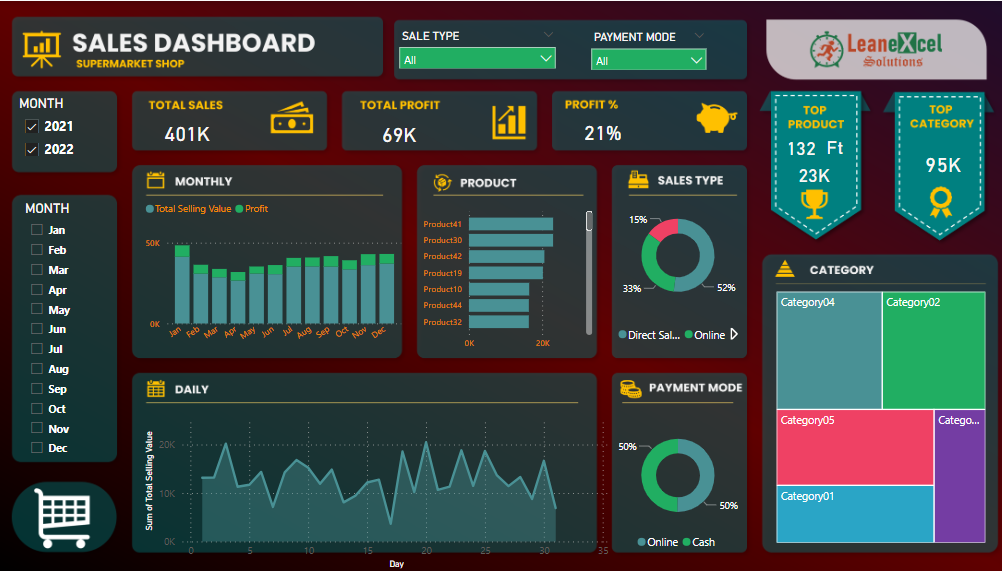 SALES DASHBOARD
SUPERMARKET SHOP
SALE TYPE
All
PAYMENT MODE
All
LeaneXcel
Solutions
MONTH
2021
2022
TOTAL SALES
401K
TOTAL PROFIT
69K
PROFIT %
21%
TOP
PRODUCT
132 Ft
23K
TOP
CATEGORY
95K
MONTH
Jan
Feb
Mar
Apr
May
Jun
Jul
Aug
Sep
Oct
Nov
Dec
MONTHLY
Total Selling Value Profit
50K
0K
Jan Feb Mar Apr May Jun Jul Aug Sep Oct Nov Dec
PRODUCT
Product41
Product30
Product42
Product19
Product10
Product44
Product32
0K 20K
SALES TYPE
15%
33%
52%
Direct Sal... Online
CATEGORY
Category04
Category02
Category05
Catego...
Category01
DAILY
Sum of Total Selling Value
20K
10K
0K
0 5 10 15 20 25 30 35
Day
PAYMENT MODE
50%
50%
Online Cash